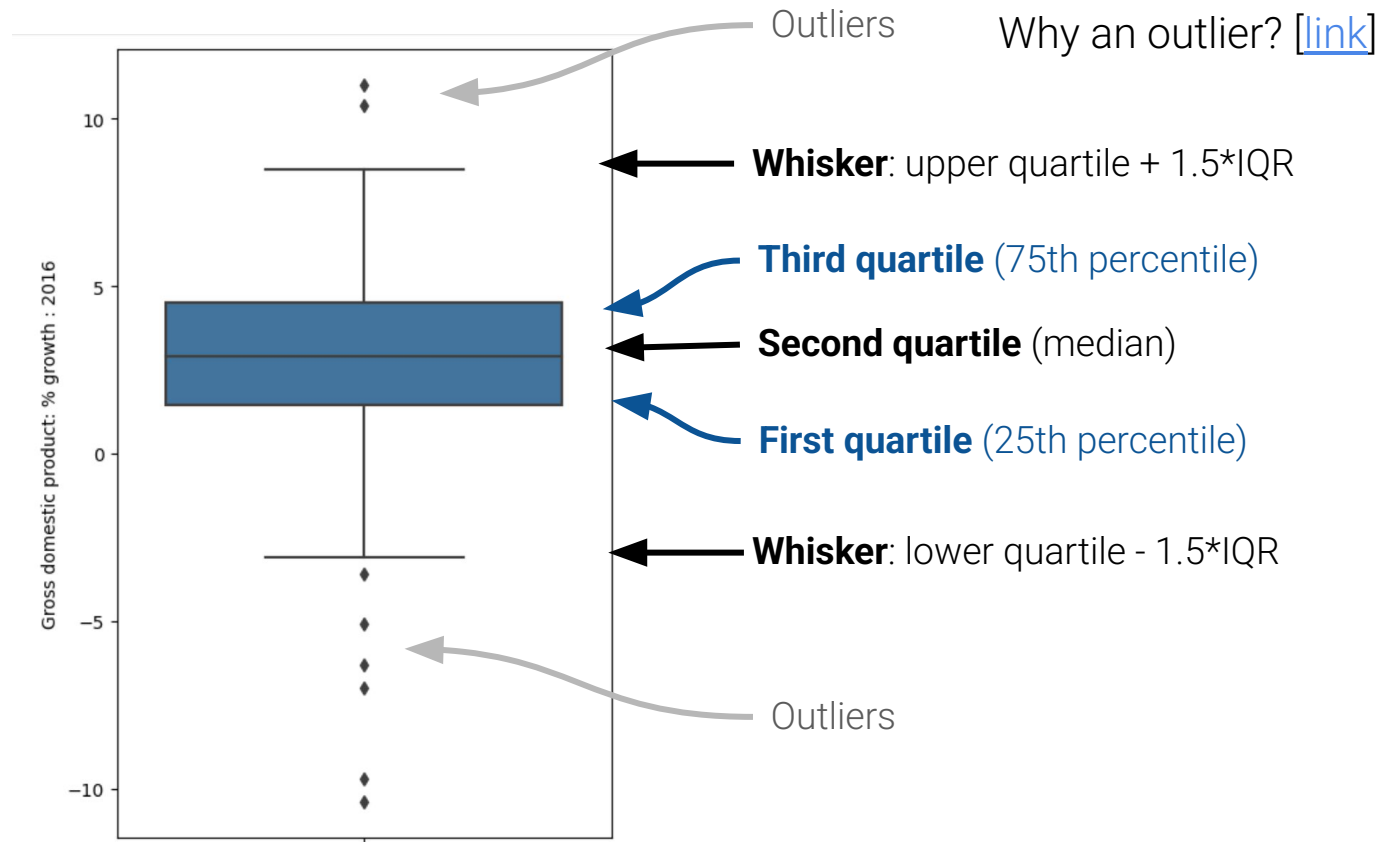 Outliers
Why an outlier? [link]
10
Whisker: upper quartile + 1.5*IQR
Third quartile (75th percentile)
5
Second quartile (median)
First quartile (25th percentile)
0
Gross domestic product: % growth : 2016
Whisker: lower quartile - 1.5*IQR
−5
Outliers
−10